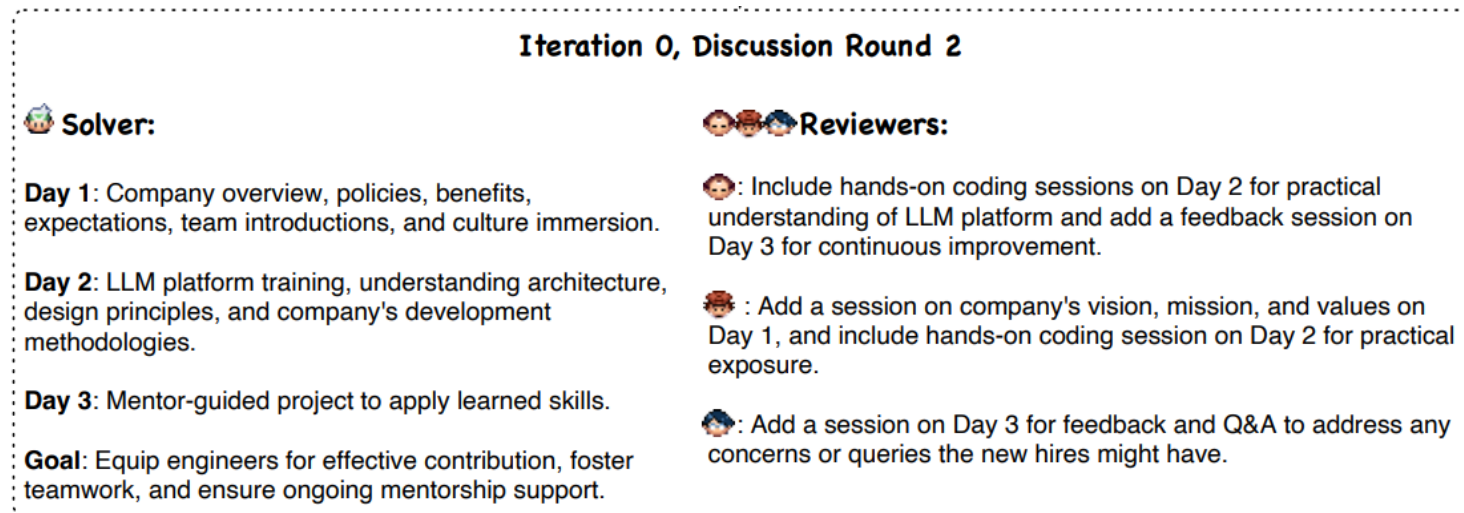 Iteration 0, Discussion Round 2
Solver:
Day 1: Company overview, policies, benefits,
expectations, team introductions, and culture immersion.
Day 2: LLM platform training, understanding architecture,
design principles, and company's development
methodologies.
Day 3: Mentor-guided project to apply learned skills.
Goal: Equip engineers for effective contribution, foster
teamwork, and ensure ongoing mentorship support.
Reviewers:
: Include hands-on coding sessions on Day 2 for practical
understanding of LLM platform and add a feedback session on
Day 3 for continuous improvement.
: Add a session on company's vision, mission, and values on
Day 1, and include hands-on coding session on Day 2 for practical
exposure.
: Add a session on Day 3 for feedback and Q&A to address any
concerns or queries the new hires might have.